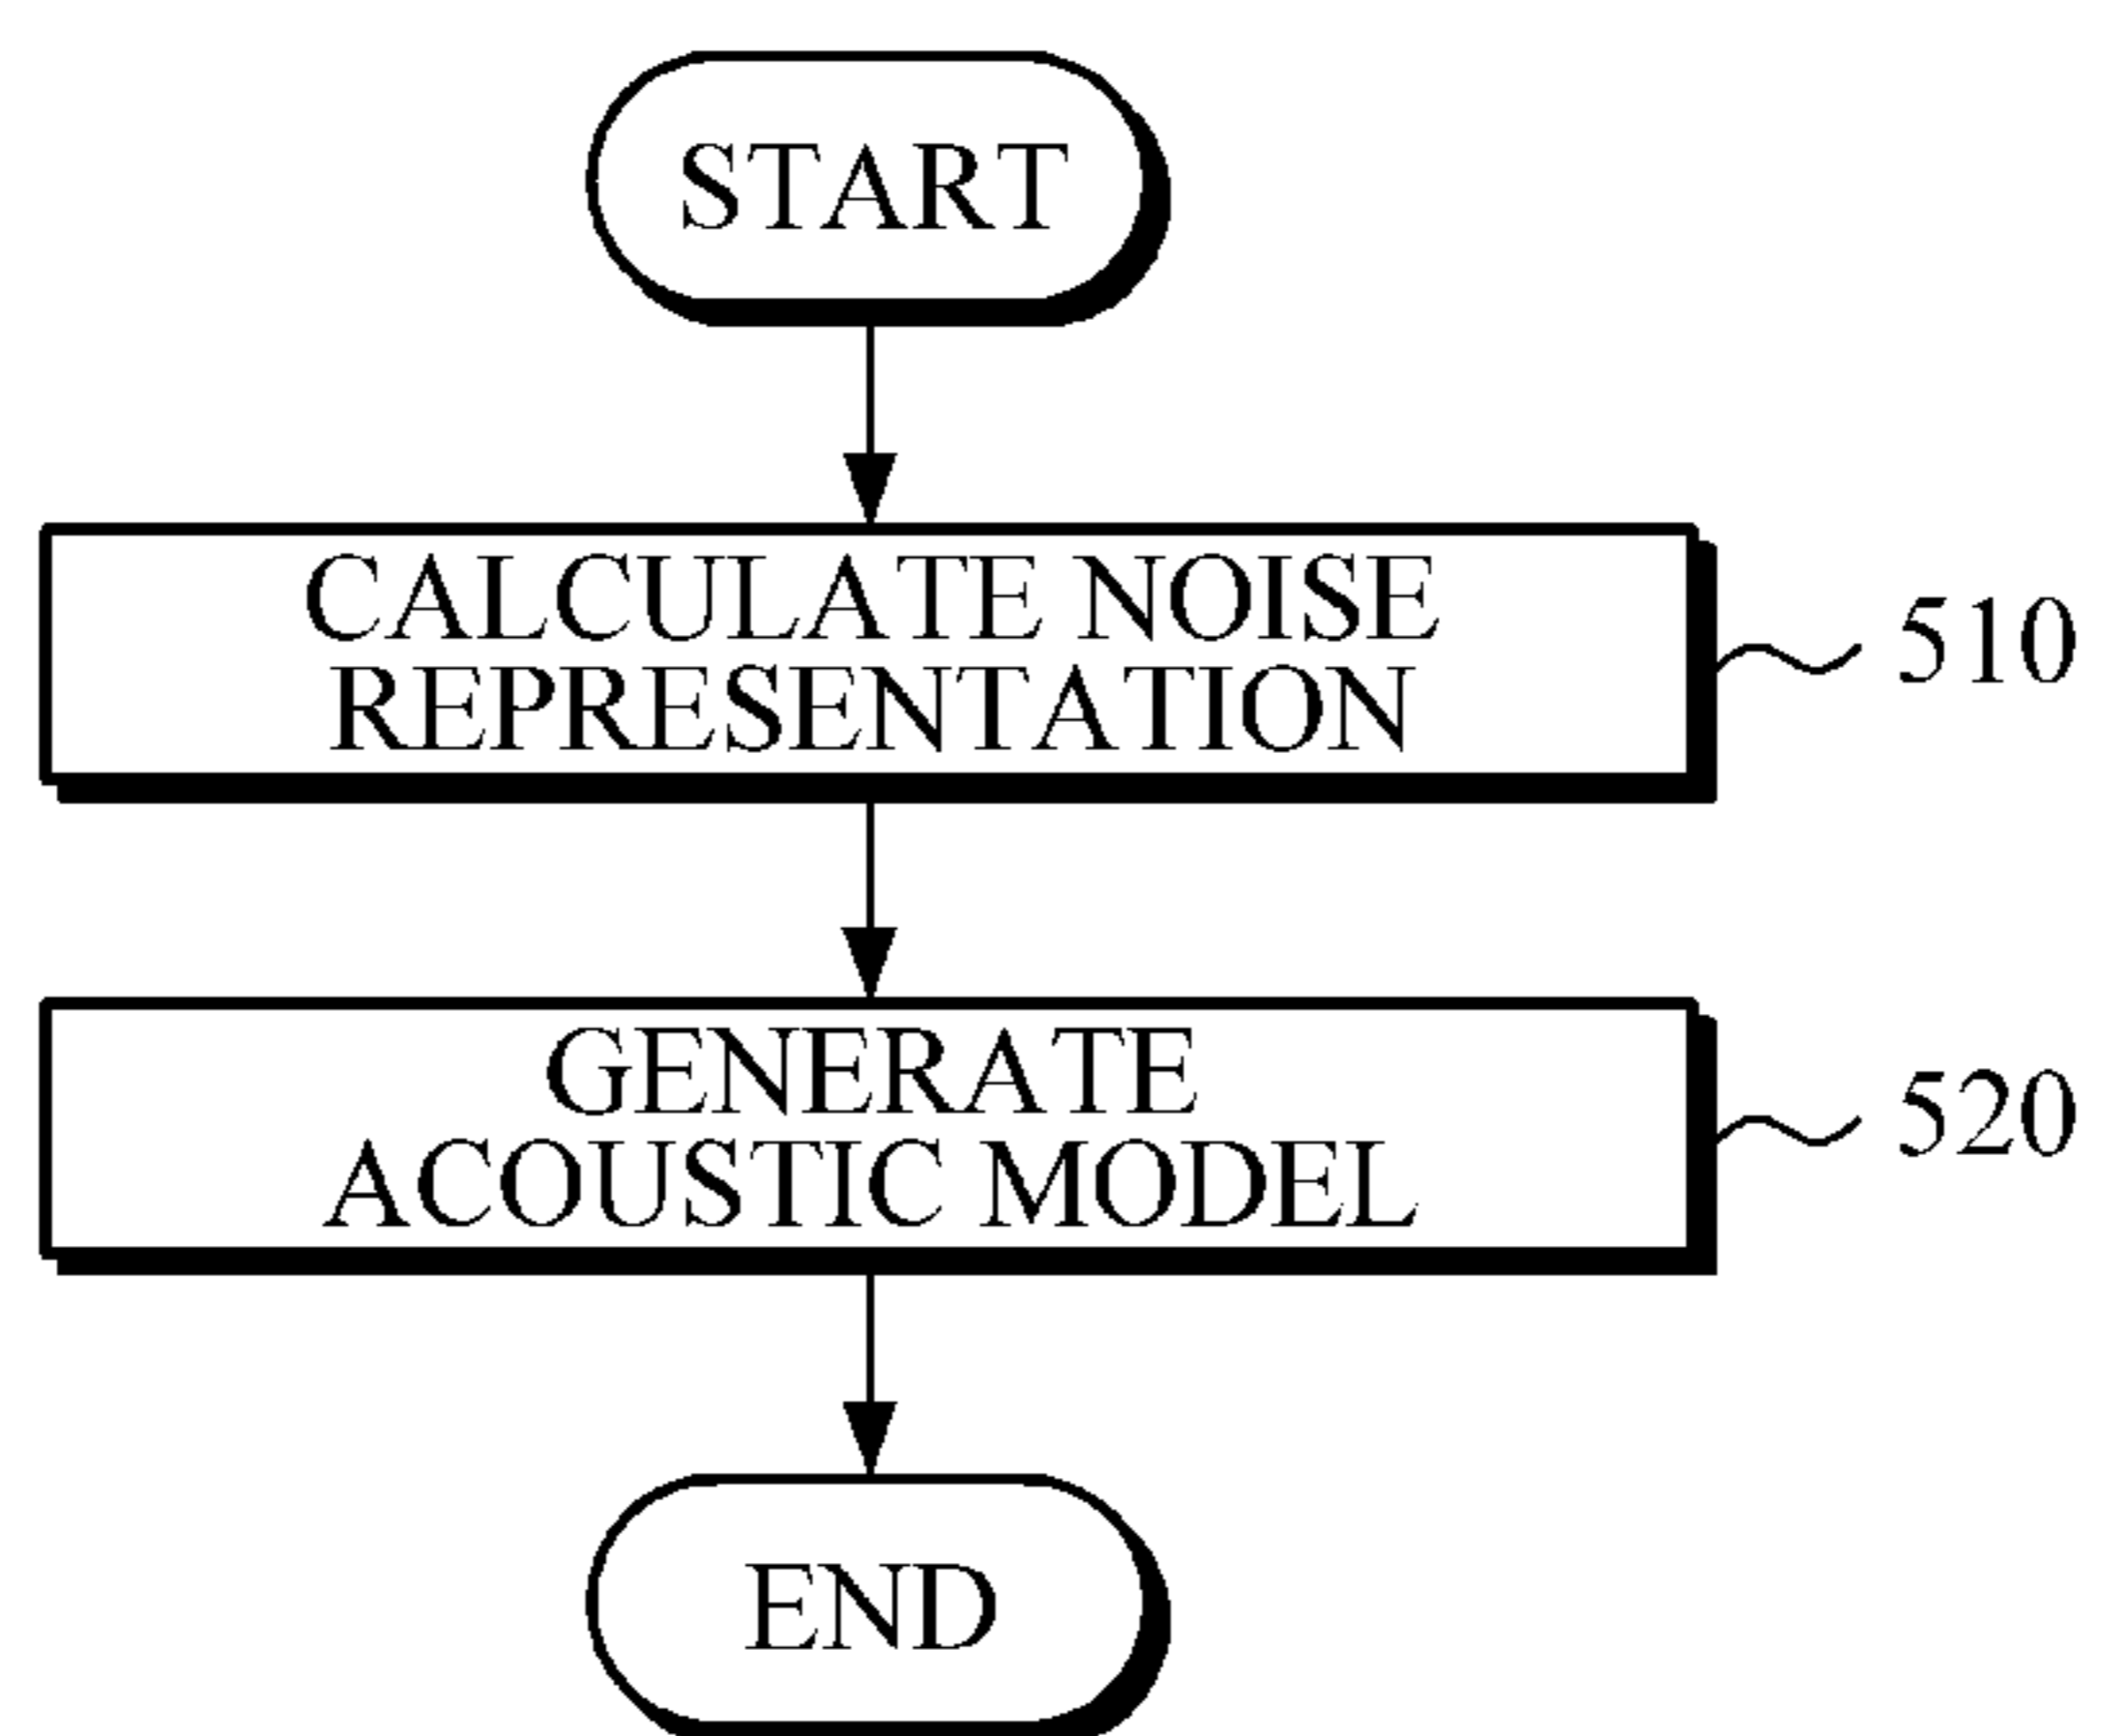 START
CALCULATE NOISE
REPRESENTATION
510
GENERATE
ACOUSTIC MODEL
520
END